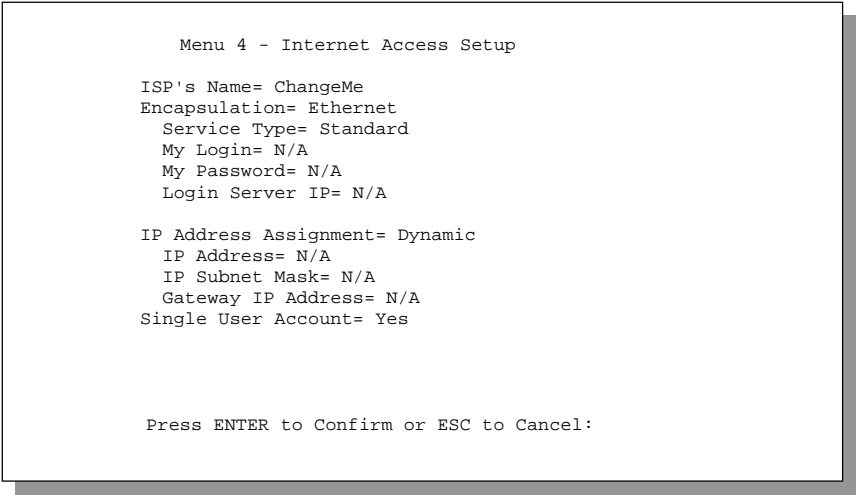 Menu 4 - Internet Access Setup
ISP's Name= ChangeMe
Encapsulation= Ethernet
Service Type= Standard
My Login= N/A
My Password= N/A
Login Server IP= N/A
IP Address Assignment= Dynamic
IP Address= N/A
IP Subnet Mask= N/A
Gateway IP Address= N/A
Single User Account= Yes
Press ENTER to Confirm or ESC to Cancel: